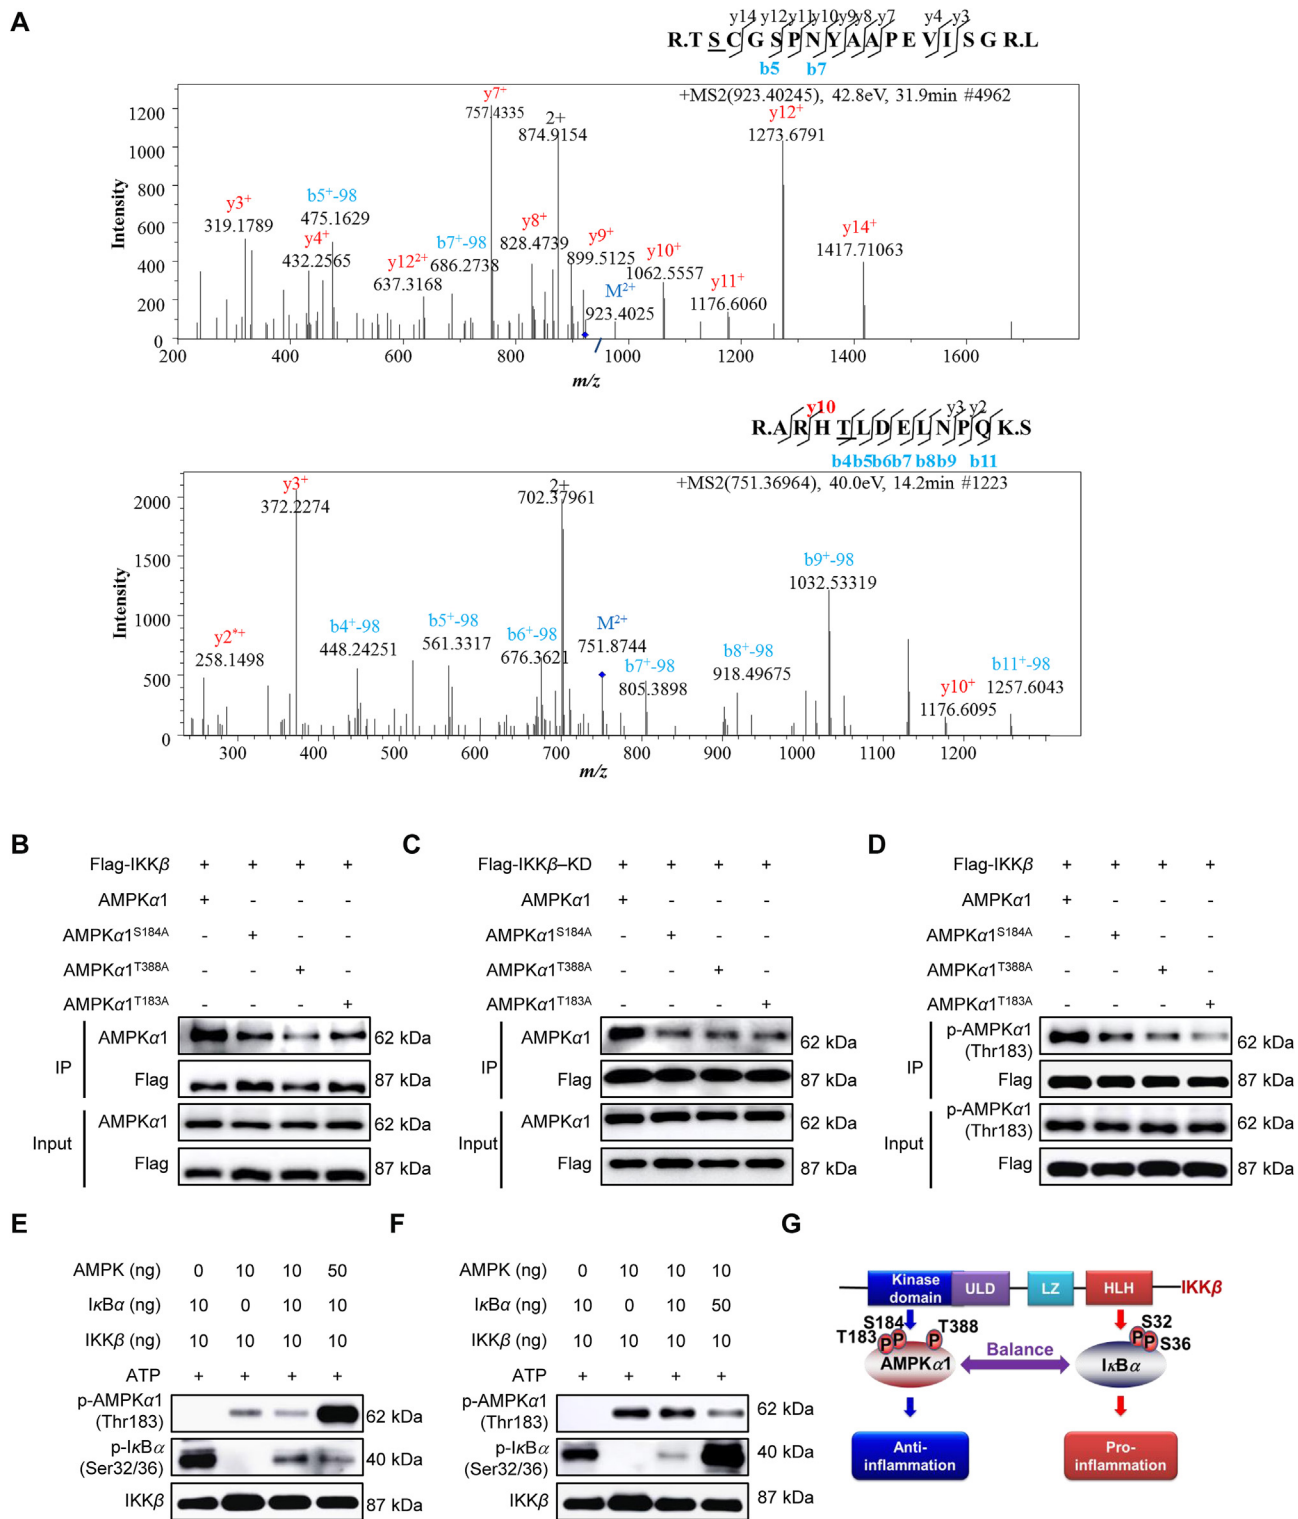 A
y14 y12 y11 y10 y9 y8 y7 y4 y3
R.T S C G S P N Y A A P E V I S G R.L
b5 b7
+MS2(923.40245), 42.8eV, 31.9min #4962
Intensity
1200
1000
800
600
400
200
0
y3+
319.1789
y4+
432.2565
b5+-98
475.1629
y12²+
637.3168
b7+-98
686.2738
y7+
757.4335
2+
874.9154
y8+
828.4739
y9+
899.5125
M²+
923.4025
y10+
1062.5557
y11+
1176.6060
y12+
1273.6791
y14+
1417.71063
200 400 600 800 1000 1200 1400 1600
m/z
y10 y3 y2
R.A R H T L D E L N P Q K.S
b4 b5 b6 b7 b8 b9 b11
+MS2(751.36964), 40.0eV, 14.2min #1223
Intensity
2000
1500
1000
500
0
y2*+
258.1498
y3+
372.2274
b4+-98
448.24251
b5+-98
561.3317
b6+-98
676.3621
2+
702.37961
M²+
751.8744
b7+-98
805.3898
b8+-98
918.49675
b9+-98
1032.53319
y10+
1176.6095
b11+-98
1257.6043
300 400 500 600 700 800 900 1000 1100 1200
m/z
B
Flag-IKKβ + + + +
AMPKα1 + - - -
AMPKα1S184A - + - -
AMPKα1T388A - - + -
AMPKα1T183A - - - +
IP
AMPKα1 62 kDa
Flag 87 kDa
Input
AMPKα1 62 kDa
Flag 87 kDa
C
Flag-IKKβ–KD + + + +
AMPKα1 + - - -
AMPKα1S184A - + - -
AMPKα1T388A - - + -
AMPKα1T183A - - - +
IP
AMPKα1 62 kDa
Flag 87 kDa
Input
AMPKα1 62 kDa
Flag 87 kDa
D
Flag-IKKβ + + + +
AMPKα1 + - - -
AMPKα1S184A - + - -
AMPKα1T388A - - + -
AMPKα1T183A - - - +
IP
p-AMPKα1
(Thr183) 62 kDa
Flag 87 kDa
Input
p-AMPKα1
(Thr183) 62 kDa
Flag 87 kDa
E
AMPK (ng) 0 10 10 50
IκBα (ng) 10 0 10 10
IKKβ (ng) 10 10 10 10
ATP + + + +
p-AMPKα1
(Thr183) 62 kDa
p-IκBα
(Ser32/36) 40 kDa
IKKβ 87 kDa
F
AMPK (ng) 0 10 10 10
IκBα (ng) 10 0 10 50
IKKβ (ng) 10 10 10 10
ATP + + + +
p-AMPKα1
(Thr183) 62 kDa
p-IκBα
(Ser32/36) 40 kDa
IKKβ 87 kDa
G
Kinase
domain
ULD
LZ
HLH
IKKβ
S184
T183
T388
P P P
AMPKα1
Balance
S32
S36
P P
IκBα
Anti-
inflammation
Pro-
inflammation